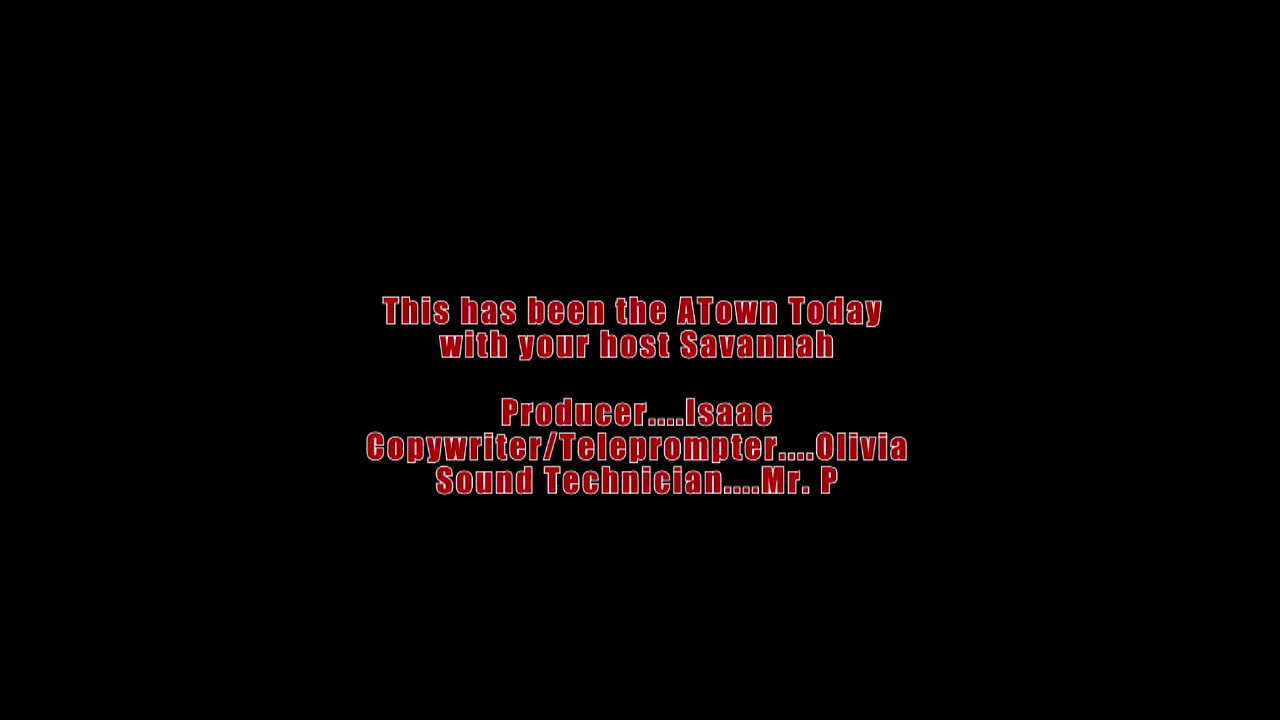 This has been the ATown Today
with your host Savannah
Producer....Isaac
Copywriter/Teleprompter....Olivia
Sound Technician....Mr. P